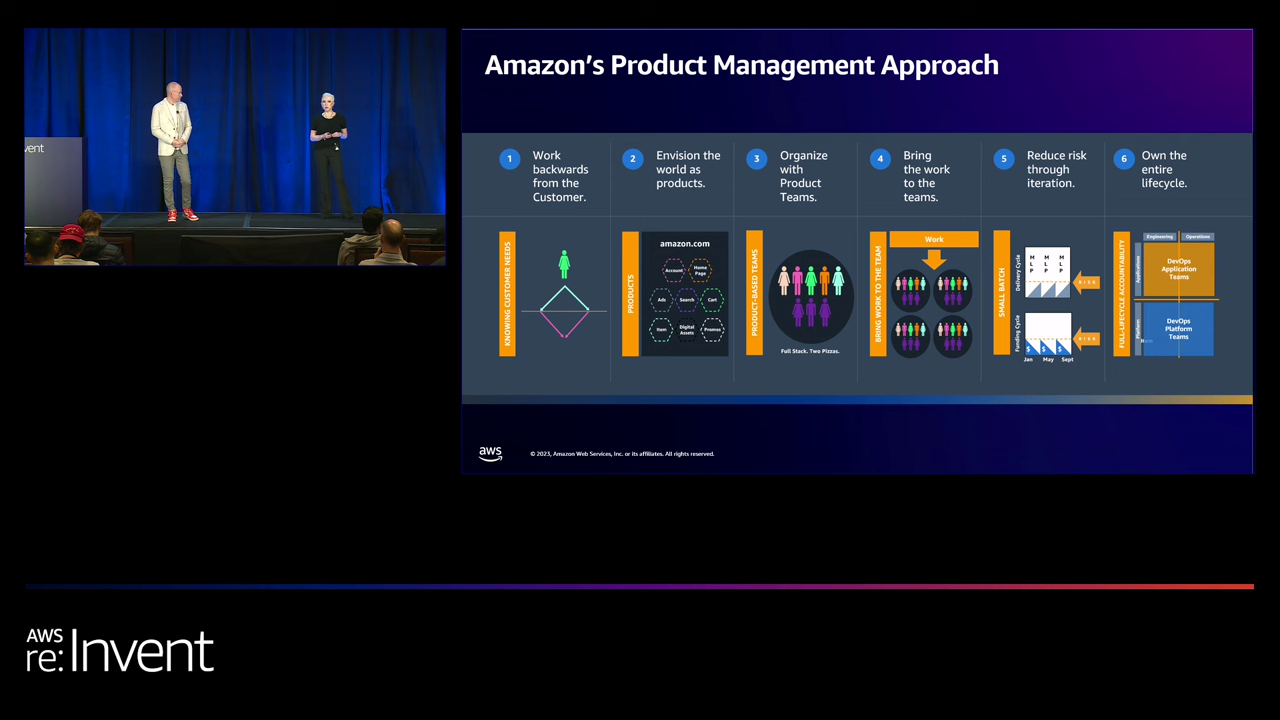 vent
Amazon's Product Management Approach
1
Work
backwards
from the
Customer.
2
Envision the
world as
products.
3
Organize
with
Product
Teams.
4
Bring
the work
to the
teams.
5
Reduce risk
through
iteration.
6
Own the
entire
lifecycle.
KNOWING CUSTOMER NEEDS
PRODUCTS
amazon.com
Account
Home
Page
Ads
Search
Cart
Item
Digital
Assets
Promos
PRODUCT-BASED TEAMS
Full Stack. Two Pizzas.
BRING WORK TO THE TEAM
Work
SMALL BATCH
Delivery Cycle
M M M
L L L
P P P
RISK
Funding Cycle
$ $ $
RISK
Jan May Sept
FULL-LIFECYCLE ACCOUNTABILITY
Engineering Operations
Applications
DevOps
Application
Teams
Platform
DevOps
Platform
Teams
aws
© 2023, Amazon Web Services, Inc. or its affiliates. All rights reserved.
AWS
re:Invent